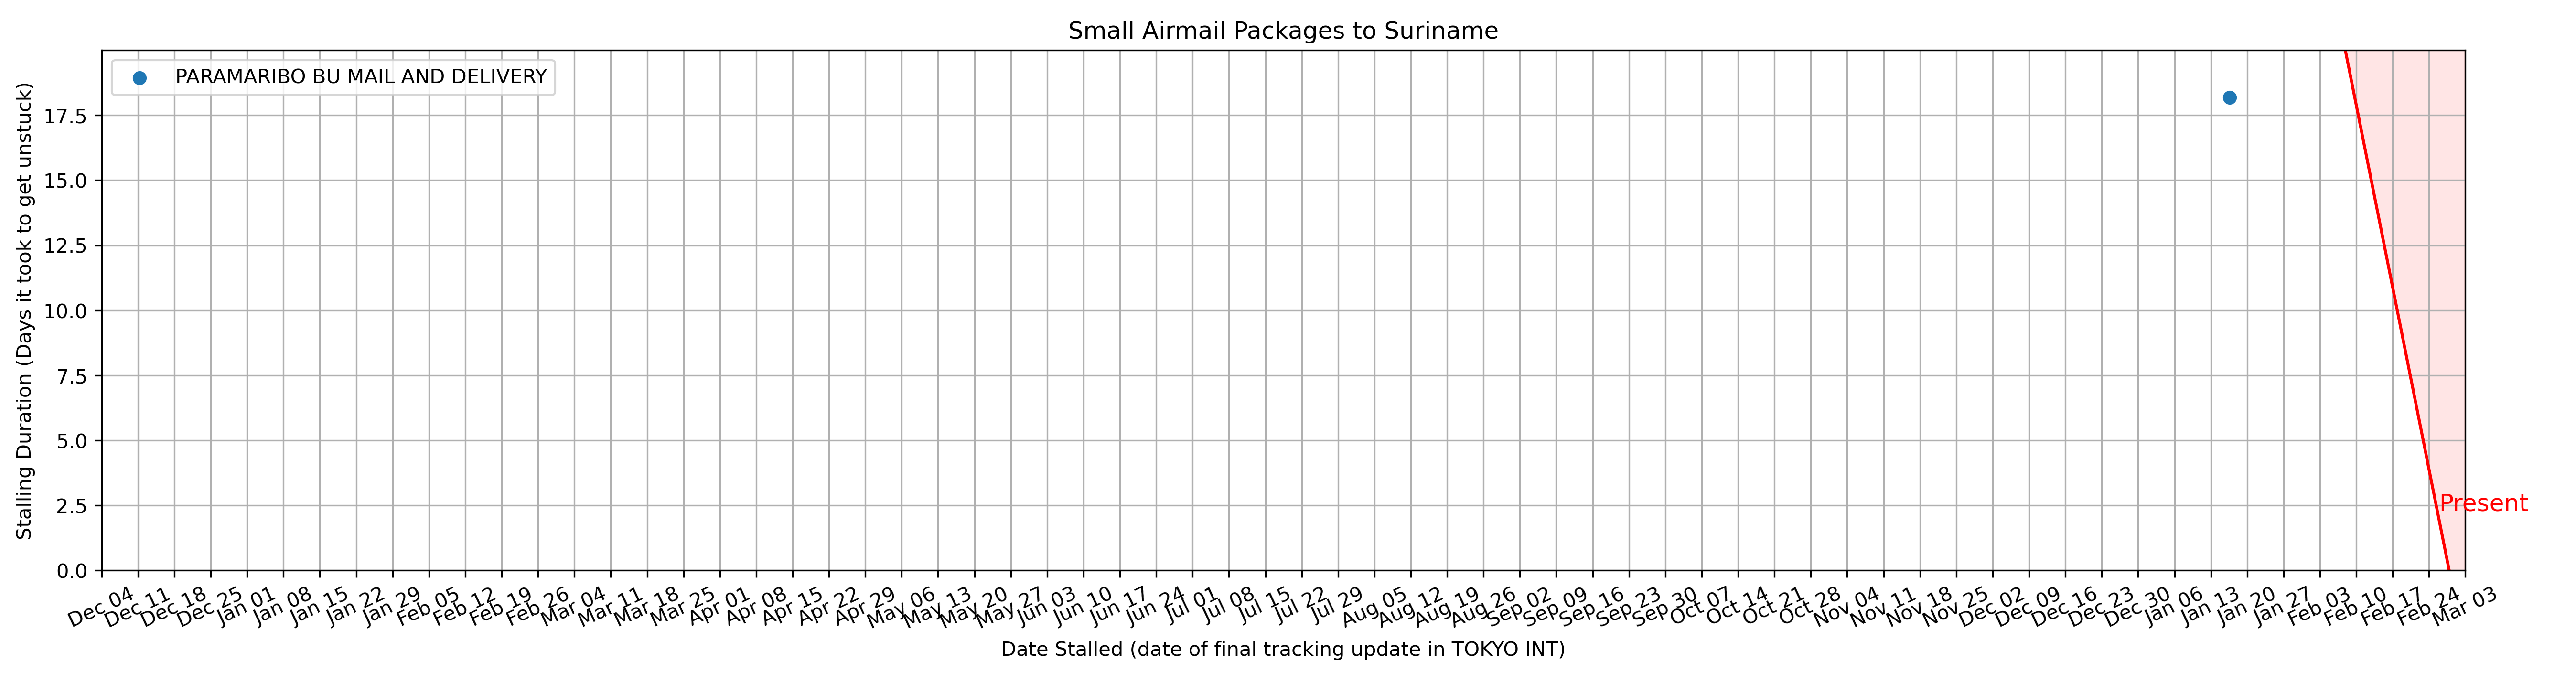 Small Airmail Packages to Suriname
PARAMARIBO BU MAIL AND DELIVERY
Stalling Duration (Days it took to get unstuck)
17.5
15.0
12.5
10.0
7.5
5.0
2.5
0.0
Present
Dec 04
Dec 11
Dec 18
Dec 25
Jan 01
Jan 08
Jan 15
Jan 22
Jan 29
Feb 05
Feb 12
Feb 19
Feb 26
Mar 04
Mar 11
Mar 18
Mar 25
Apr 01
Apr 08
Apr 15
Apr 22
Apr 29
May 06
May 13
May 20
May 27
Jun 03
Jun 10
Jun 17
Jun 24
Jul 01
Jul 08
Jul 15
Jul 22
Jul 29
Aug 05
Aug 12
Aug 19
Aug 26
Sep 02
Sep 09
Sep 16
Sep 23
Sep 30
Oct 07
Oct 14
Oct 21
Oct 28
Nov 04
Nov 11
Nov 18
Nov 25
Dec 02
Dec 09
Dec 16
Dec 23
Dec 30
Jan 06
Jan 13
Jan 20
Jan 27
Feb 03
Feb 10
Feb 17
Feb 24
Mar 03
Date Stalled (date of final tracking update in TOKYO INT)